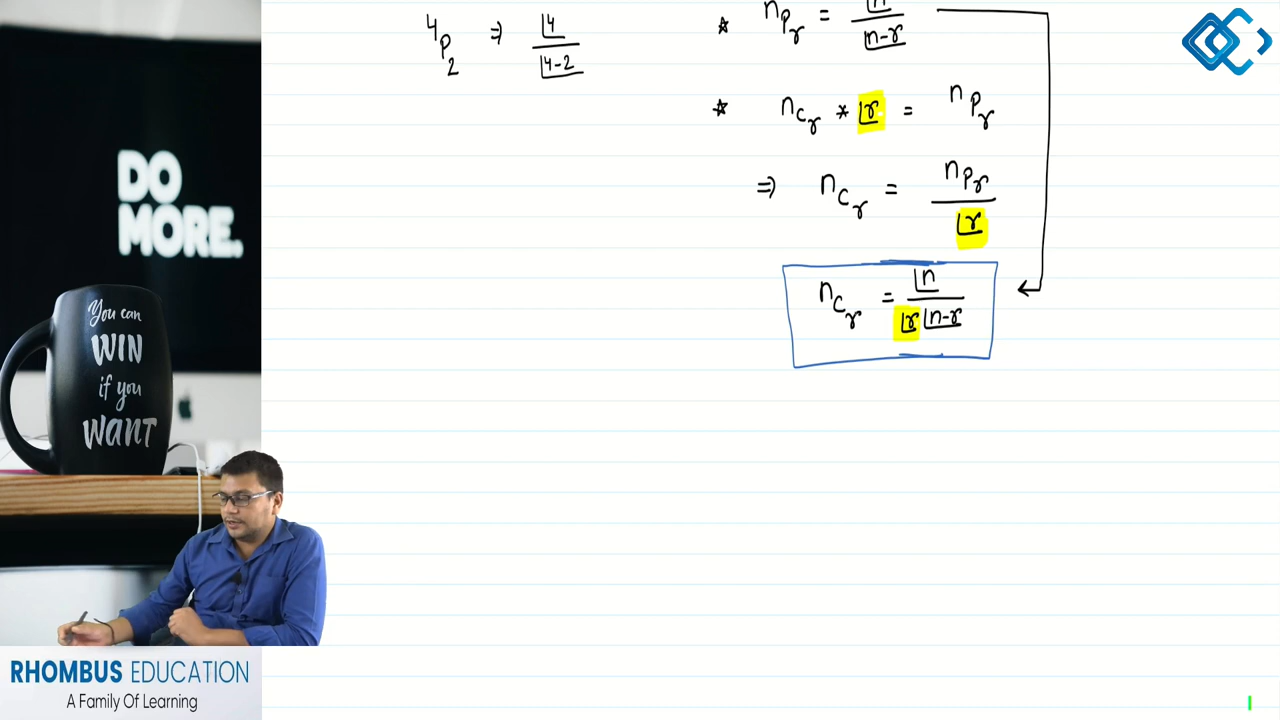 4P2 ⇒ ⌊4 / ⌊4-2
* nPr = ⌊n / ⌊n-r
* nCr * ⌊r = nPr
⇒ nCr = nPr / ⌊r
nCr = ⌊n / ⌊r ⌊n-r
DO
MORE.
You can
WIN
if you
WANT
RHOMBUS EDUCATION
A Family Of Learning